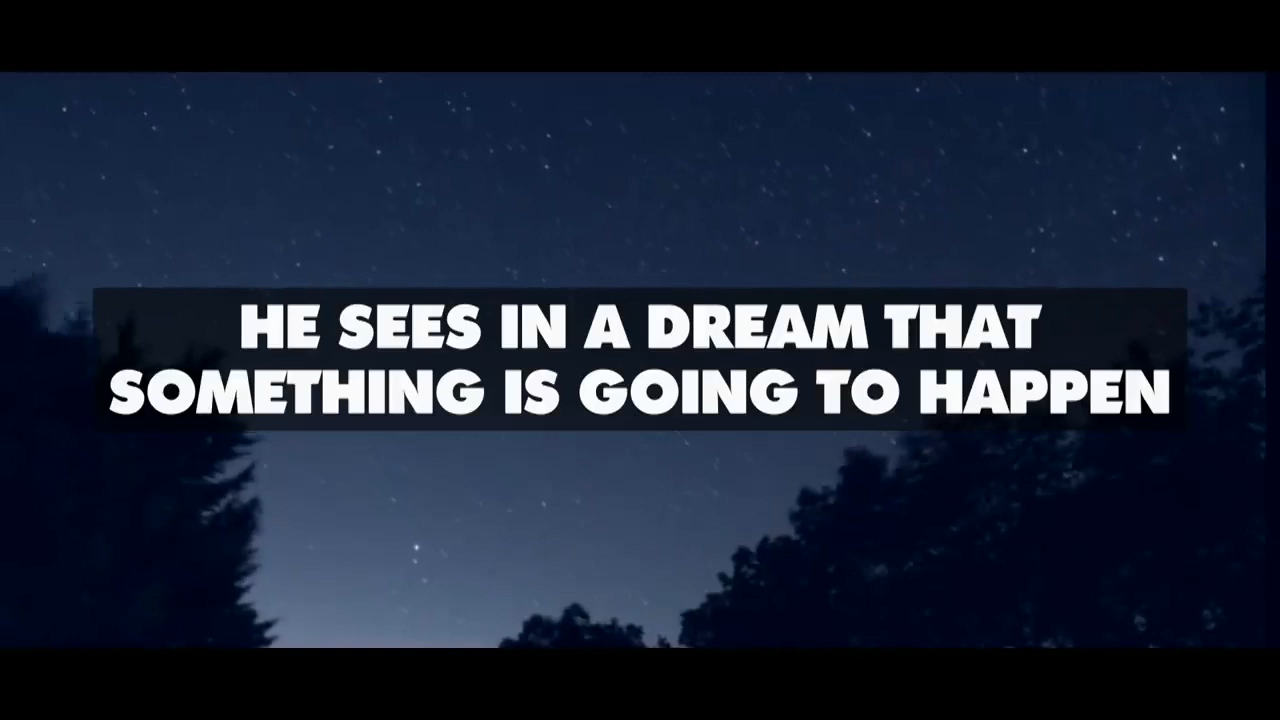 HE SEES IN A DREAM THAT
SOMETHING IS GOING TO HAPPEN